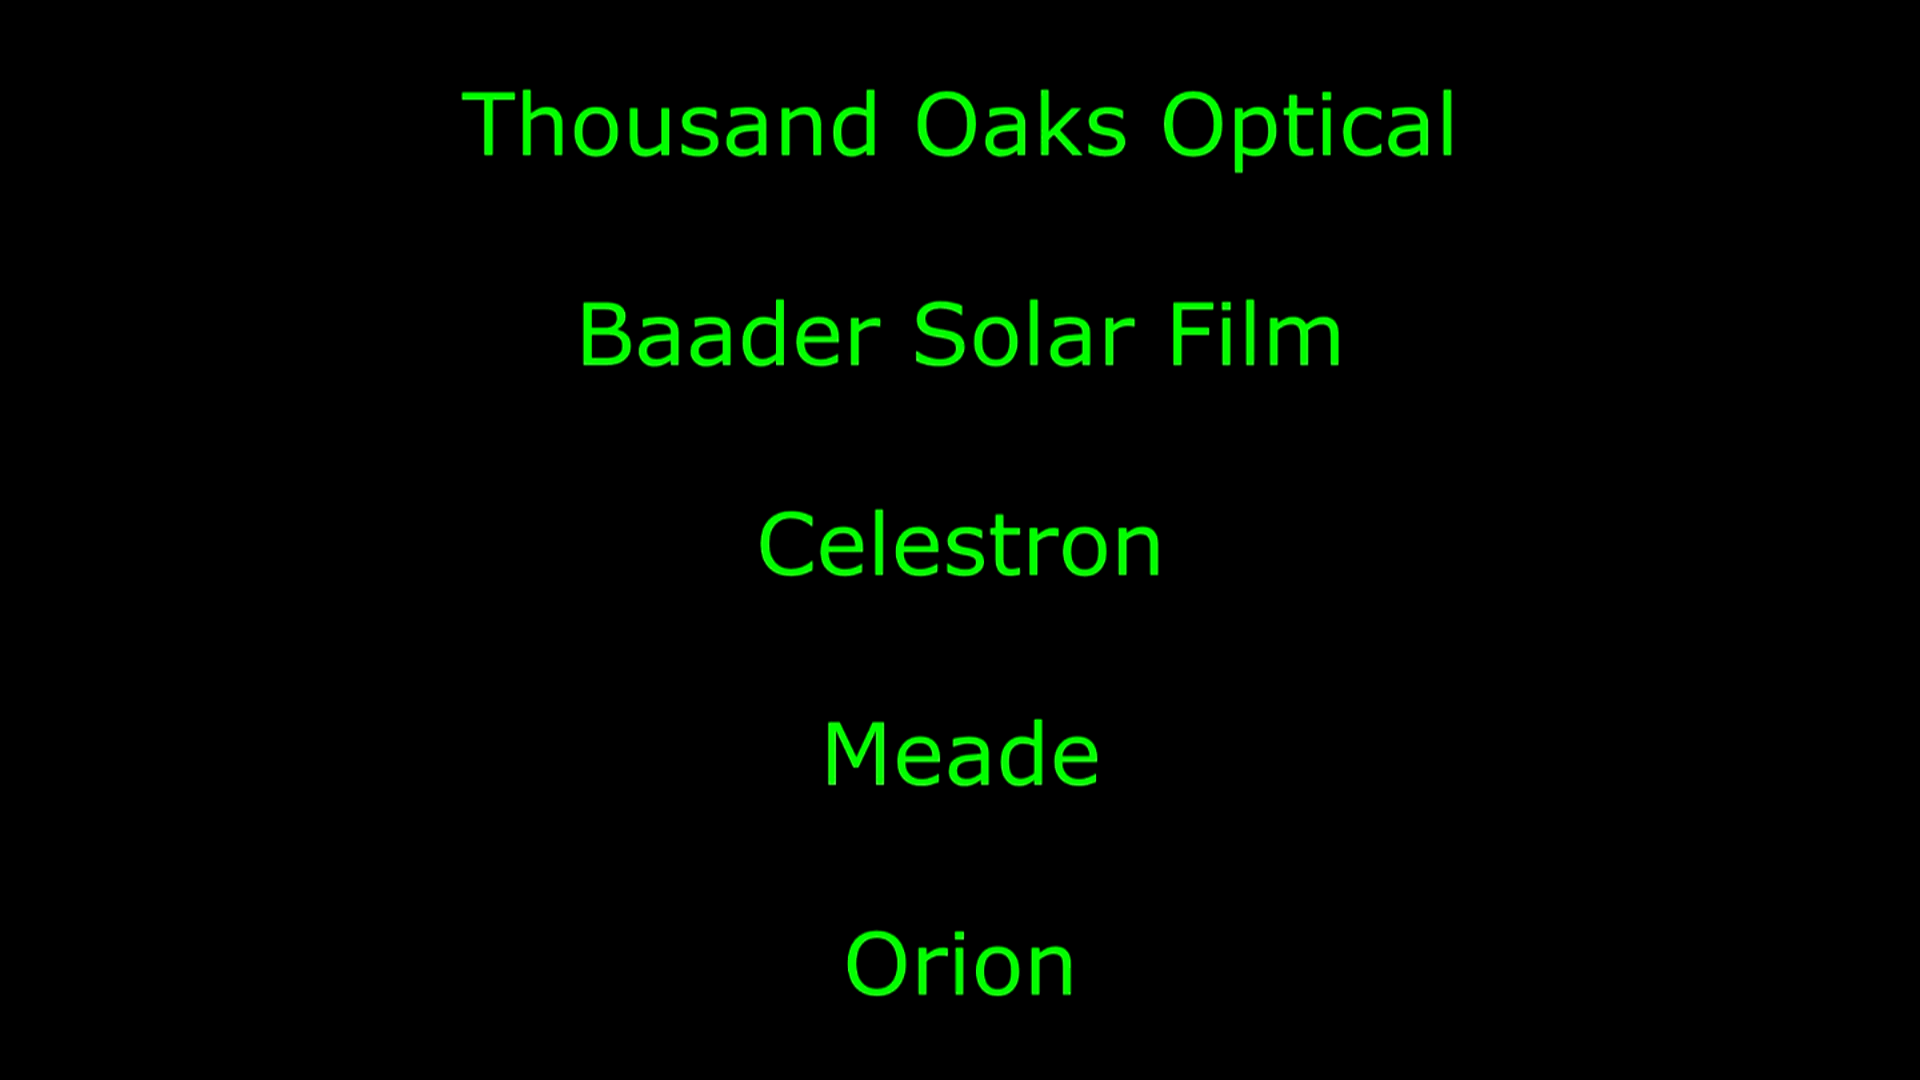 Thousand Oaks Optical
Baader Solar Film
Celestron
Meade
Orion